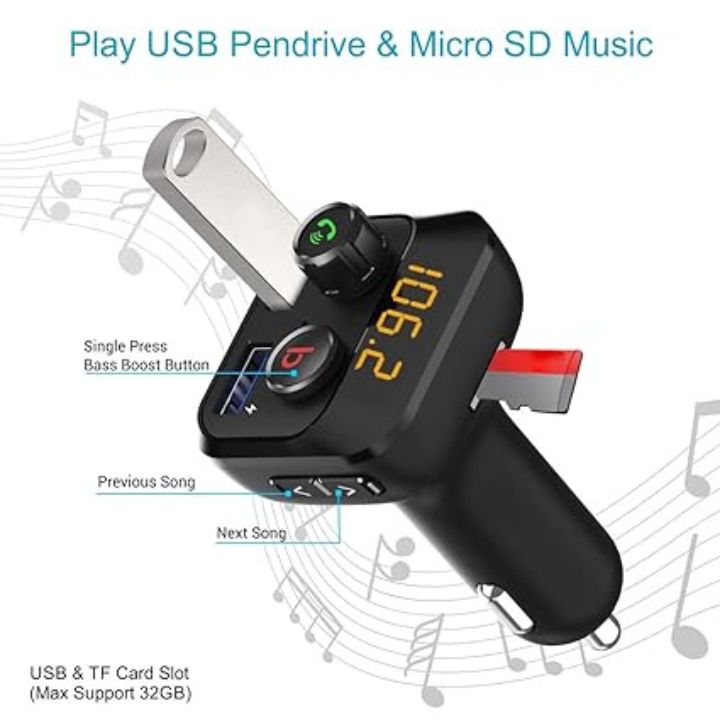 Play USB Pendrive & Micro SD Music
106.2
Single Press
Bass Boost Button
b
Previous Song
Next Song
USB & TF Card Slot
(Max Support 32GB)